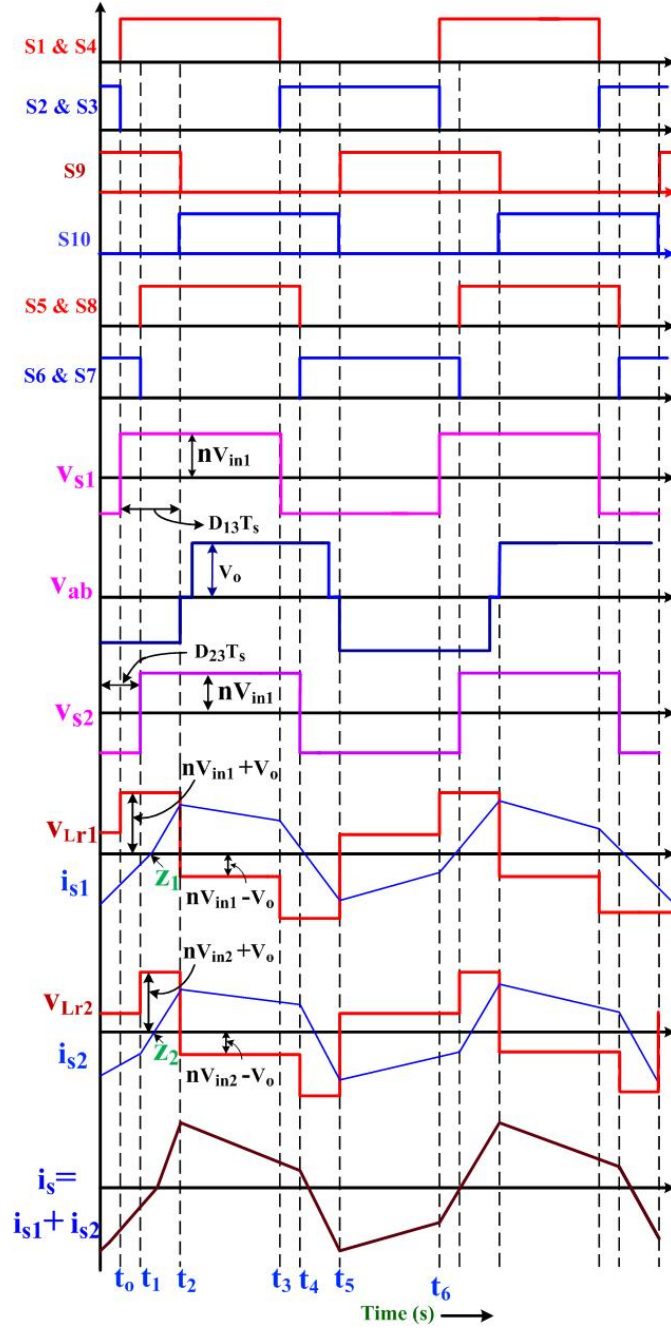 S1 & S4
S2 & S3
S9
S10
S5 & S8
S6 & S7
nVin1
vs1
D13Ts
vab
Vo
D23Ts
nVin1
vs2
nVin1+Vo
vLr1
is1
z1
nVin1-Vo
nVin2+Vo
vLr2
is2
z2
nVin2-Vo
is=
is1+ is2
to t1 t2 t3 t4 t5 t6
Time (s)